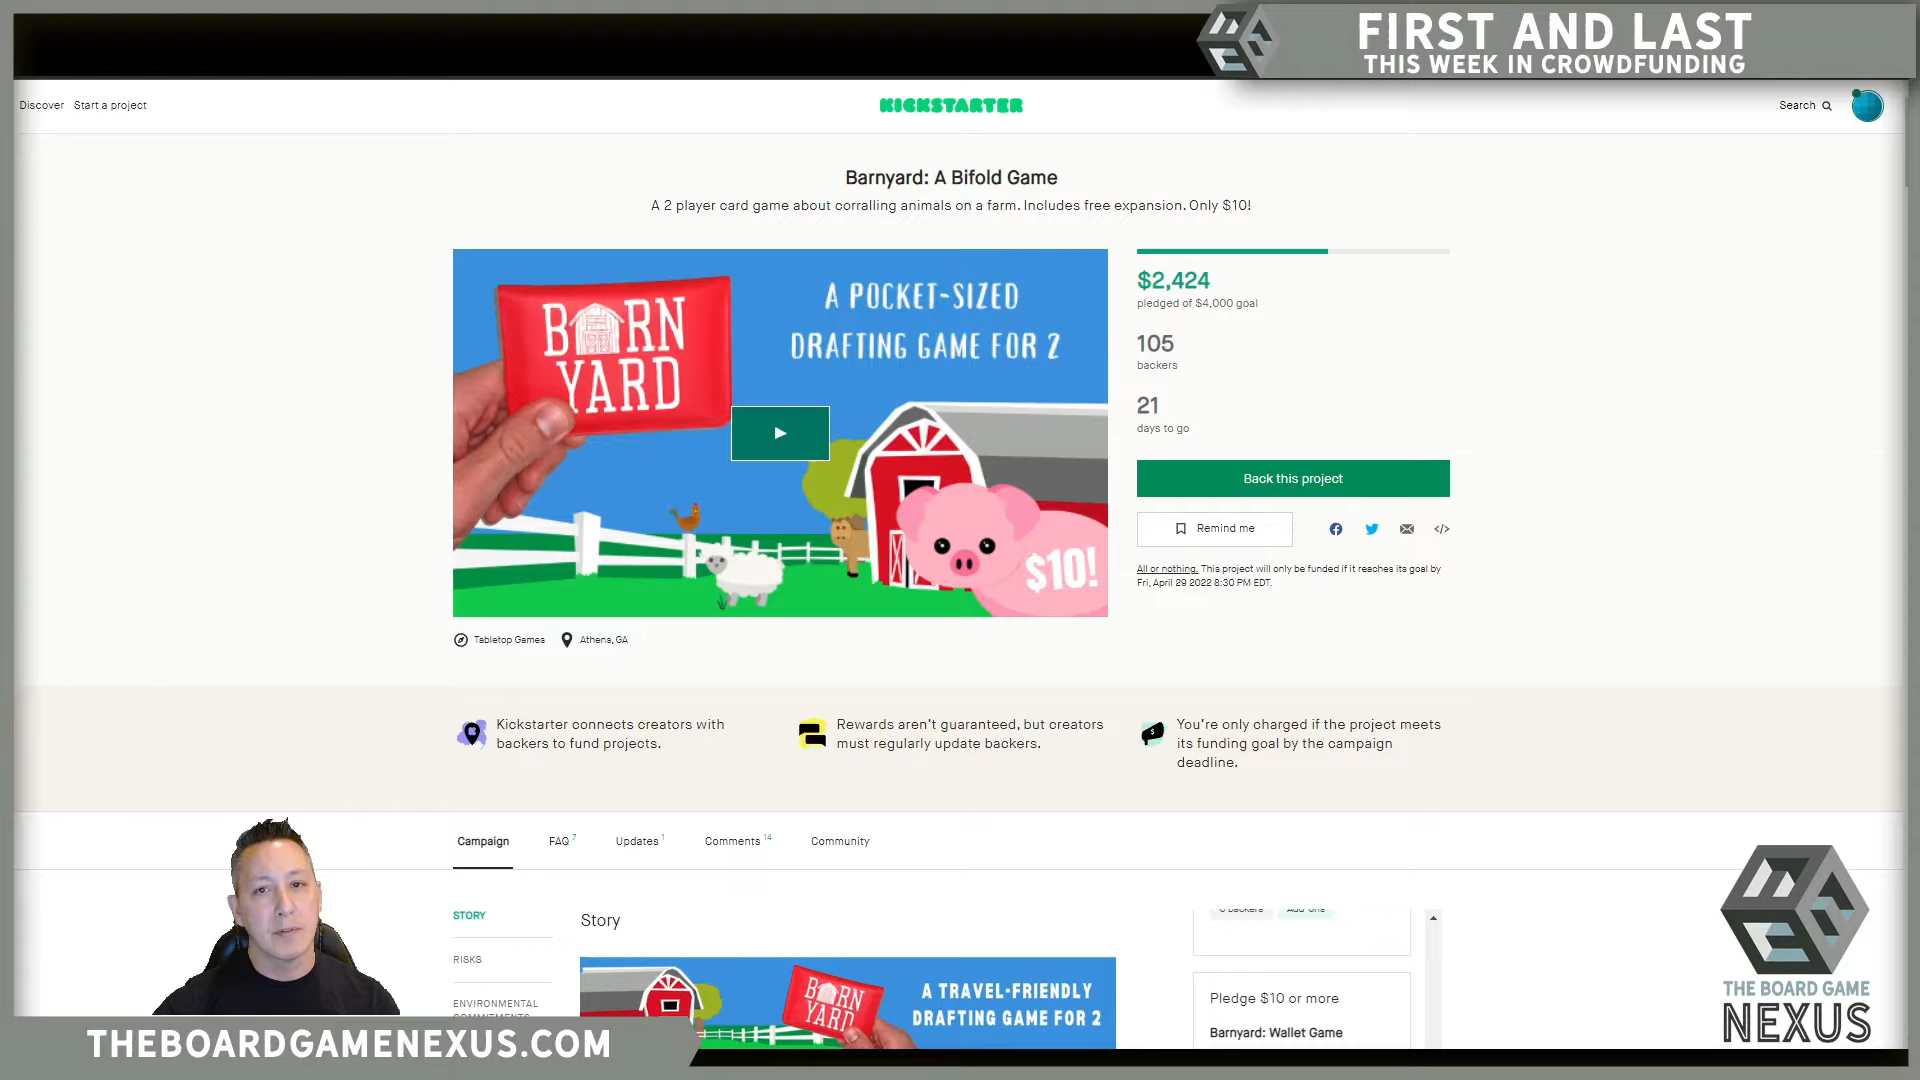 FIRST AND LAST
THIS WEEK IN CROWDFUNDING
Discover Start a project
KICKSTARTER
Search
Barnyard: A Bifold Game
A 2 player card game about corralling animals on a farm. Includes free expansion. Only $10!
BARN
YARD
A POCKET-SIZED
DRAFTING GAME FOR 2
$10!
$2,424
pledged of $4,000 goal
105
backers
21
days to go
Back this project
Remind me
All or nothing. This project will only be funded if it reaches its goal by
Fri, April 29 2022 8:30 PM EDT.
Tabletop Games Athens, GA
Kickstarter connects creators with
backers to fund projects.
Rewards aren't guaranteed, but creators
must regularly update backers.
You're only charged if the project meets
its funding goal by the campaign
deadline.
Campaign FAQ 7 Updates 1 Comments 14 Community
STORY
RISKS
ENVIRONMENTAL
COMMITMENTS
Story
BARN
YARD
A TRAVEL-FRIENDLY
DRAFTING GAME FOR 2
backers Add-ons
Pledge $10 or more
Barnyard: Wallet Game
THE BOARD GAME
NEXUS
THEBOARDGAMENEXUS.COM